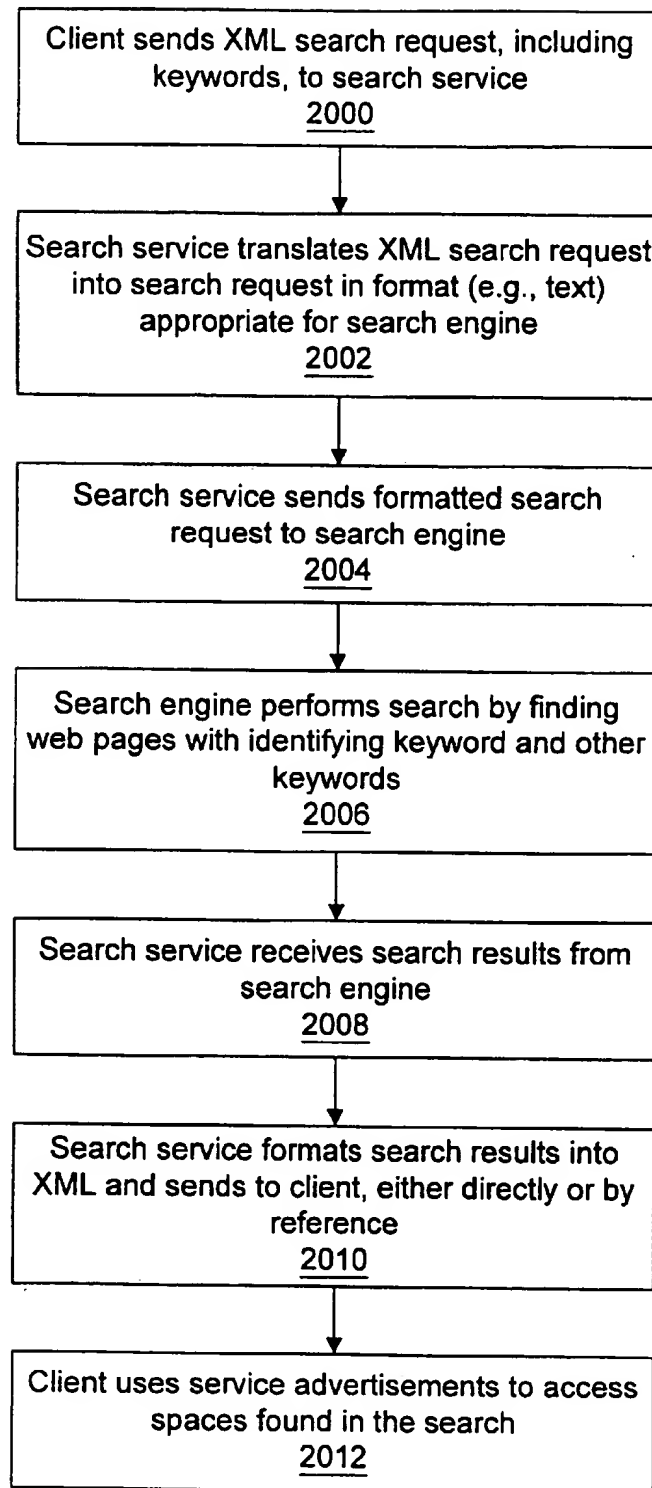 Client sends XML search request, including
keywords, to search service
2000
Search service translates XML search request
into search request in format (e.g., text)
appropriate for search engine
2002
Search service sends formatted search
request to search engine
2004
Search engine performs search by finding
web pages with identifying keyword and other
keywords
2006
Search service receives search results from
search engine
2008
Search service formats search results into
XML and sends to client, either directly or by
reference
2010
Client uses service advertisements to access
spaces found in the search
2012